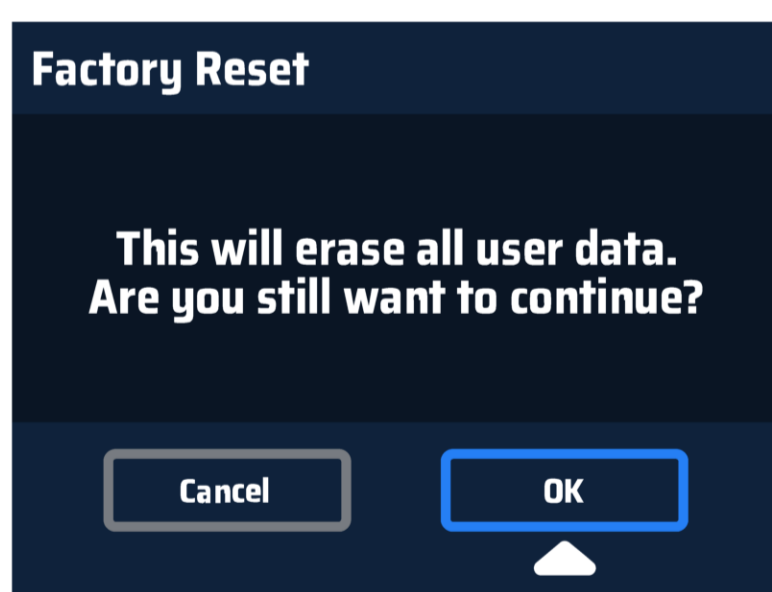 Factory Reset
This will erase all user data.
Are you still want to continue?
Cancel
OK